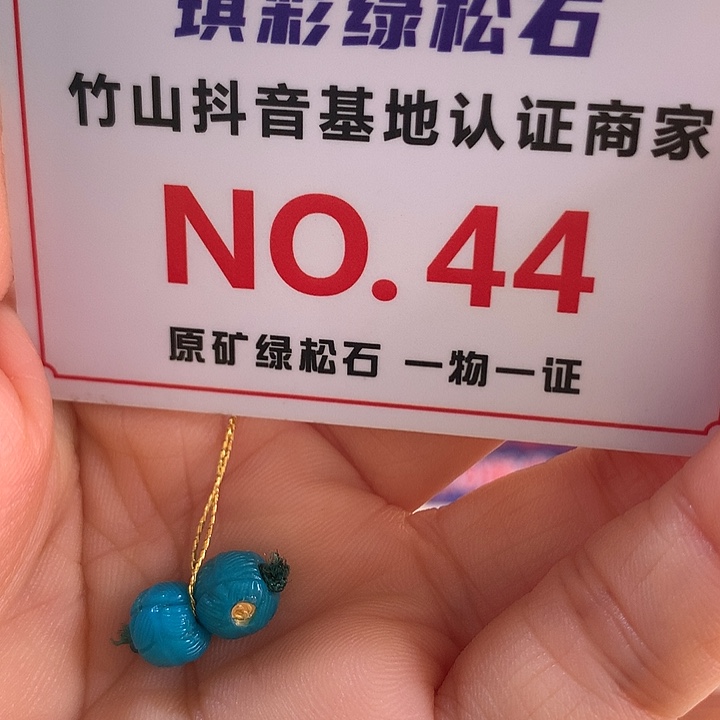 琪彩绿松石
竹山抖音基地认证商家
NO.44
原矿绿松石 一物一证